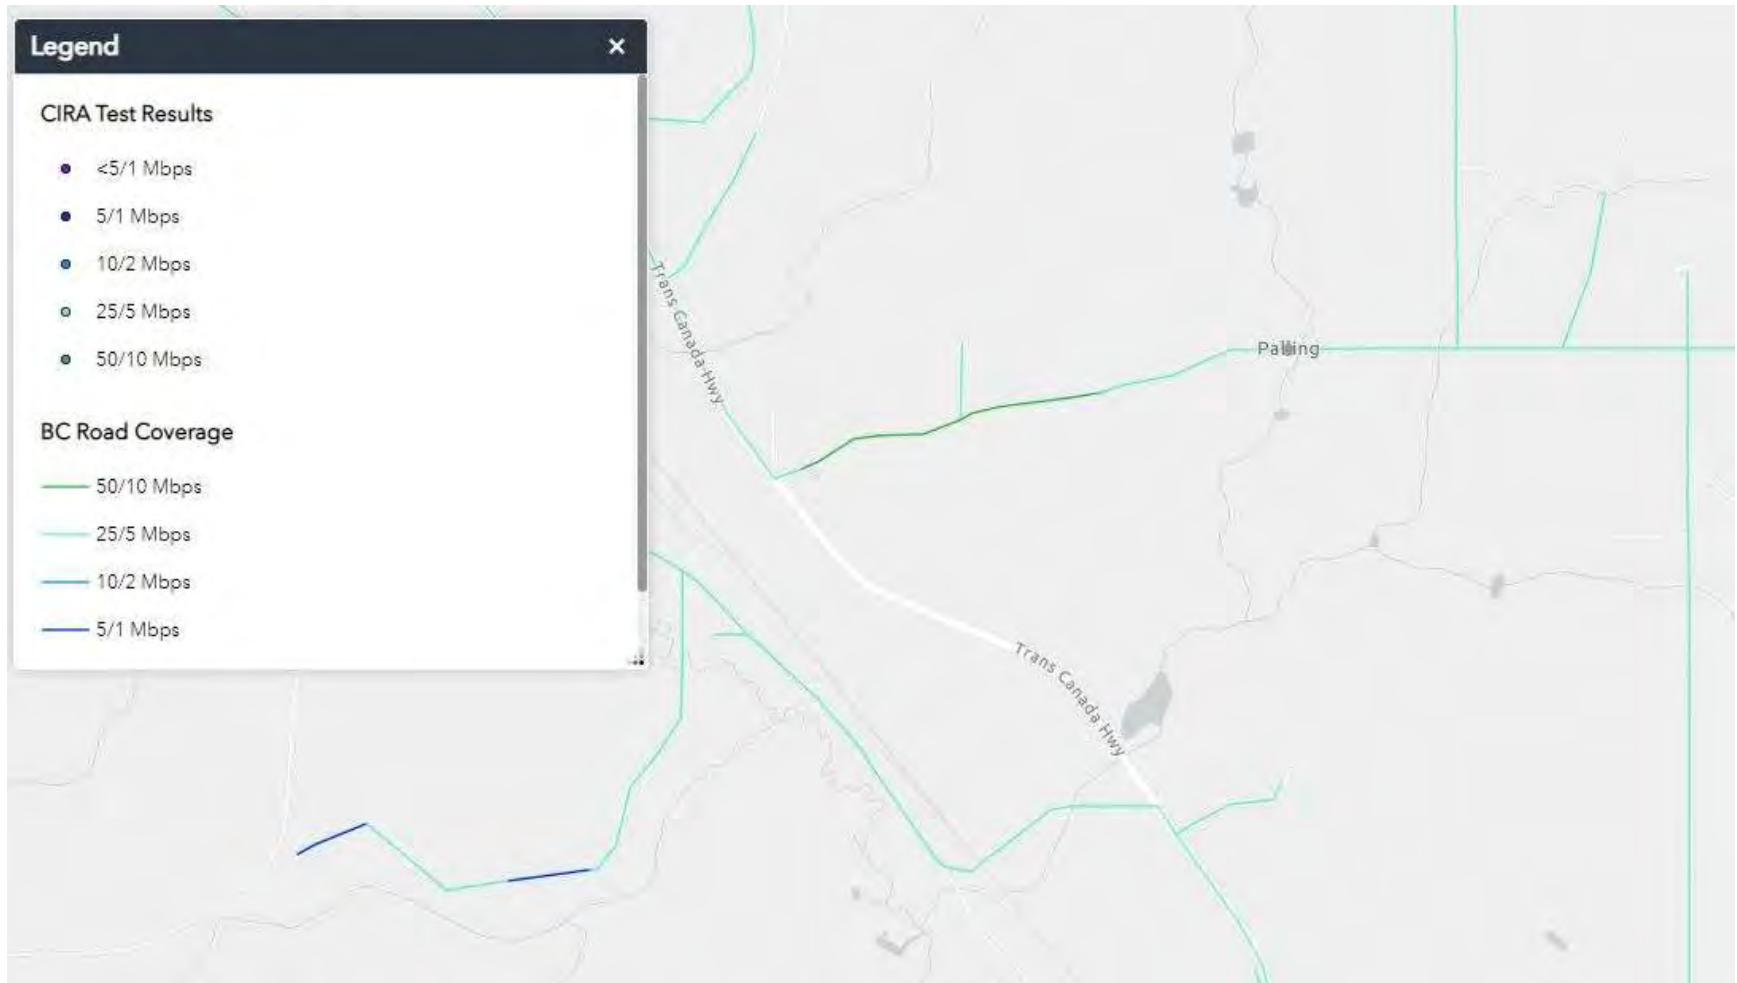 Legend ×
CIRA Test Results
<5/1 Mbps
5/1 Mbps
10/2 Mbps
25/5 Mbps
50/10 Mbps
BC Road Coverage
50/10 Mbps
25/5 Mbps
10/2 Mbps
5/1 Mbps
Trans Canada Hwy
Palling
Trans Canada Hwy